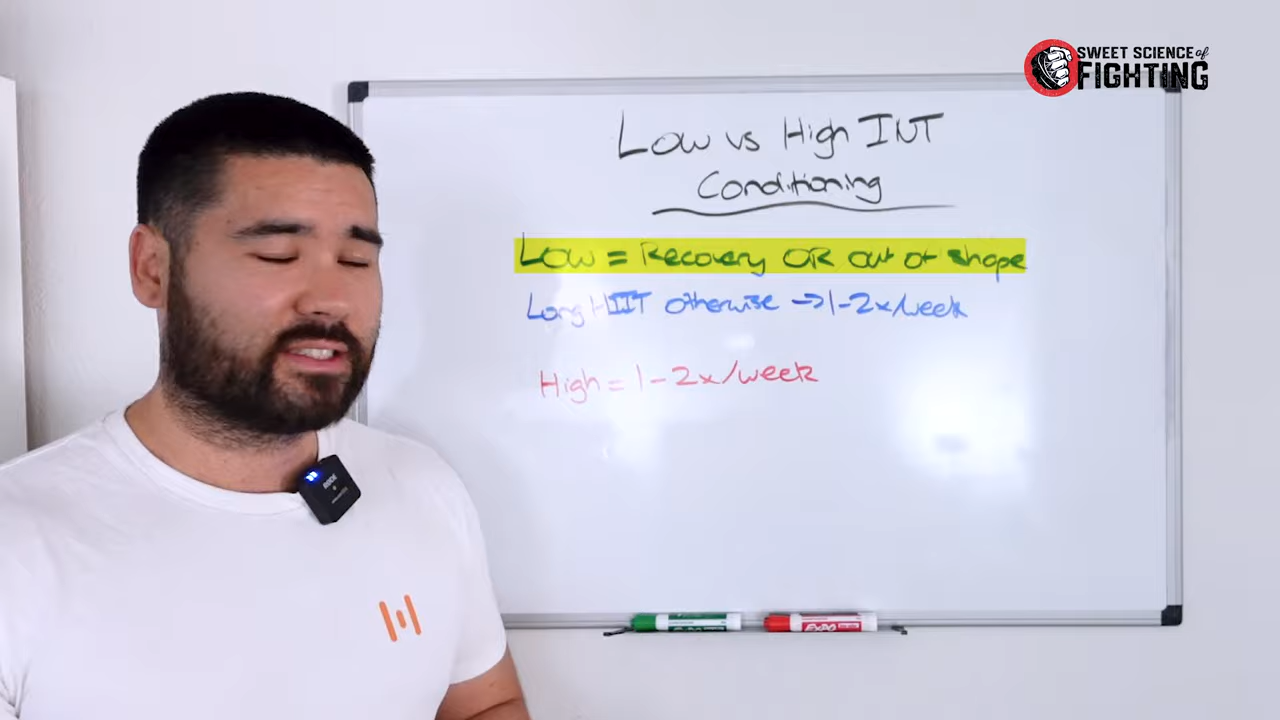 SWEET SCIENCE of
FIGHTING
Low vs High INT
Conditioning
Low = Recovery OR out of shape
Long HIIT otherwise → 1-2x/week
High = 1-2x/week
RODE
EXPO